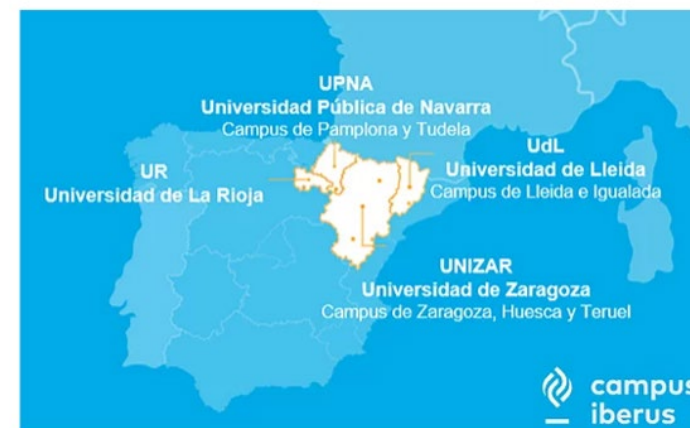 UPNA
Universidad Pública de Navarra
Campus de Pamplona y Tudela
UdL
Universidad de Lleida
Campus de Lleida e Igualada
UR
Universidad de La Rioja
UNIZAR
Universidad de Zaragoza
Campus de Zaragoza, Huesca y Teruel
campus
iberus